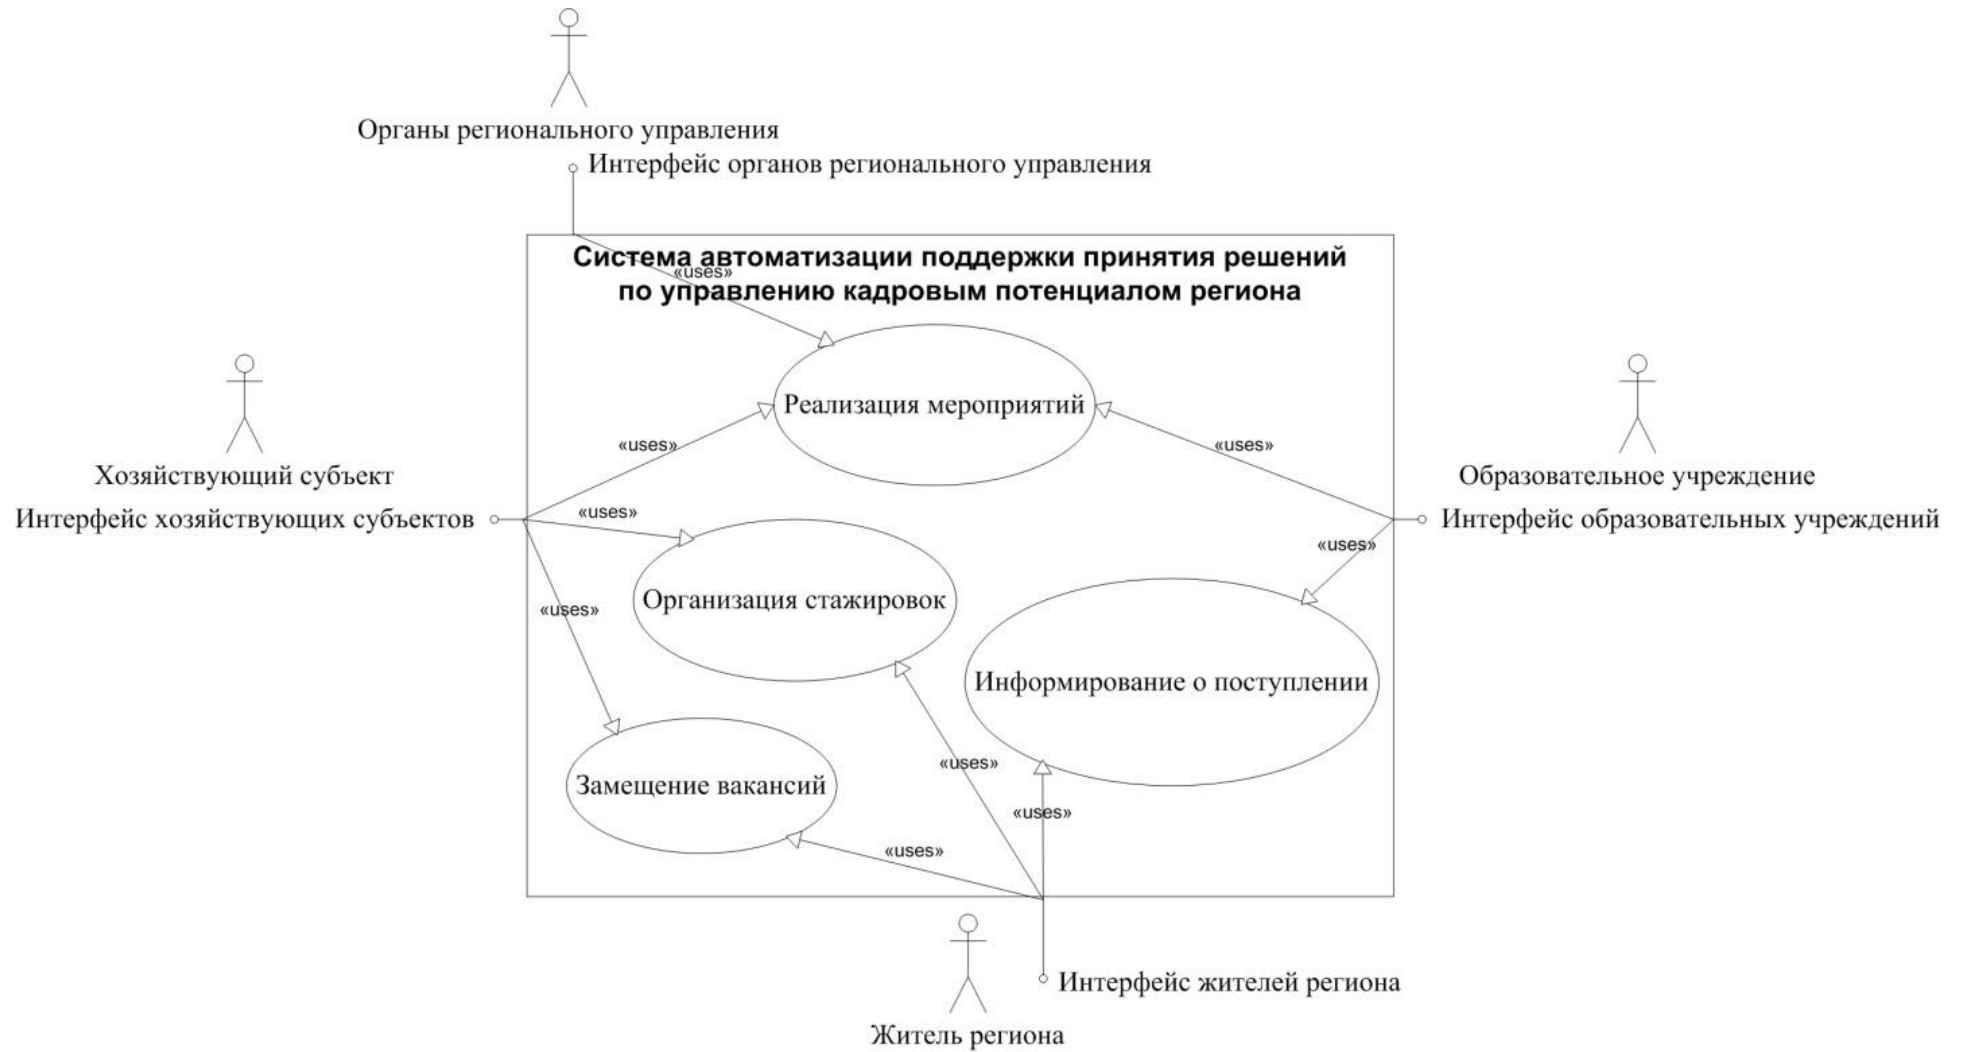 Органы регионального управления
Интерфейс органов регионального управления
Система автоматизации поддержки принятия решений
«uses»
по управлению кадровым потенциалом региона
Реализация мероприятий
«uses»
«uses»
Хозяйствующий субъект
Образовательное учреждение
«uses»
Интерфейс хозяйствующих субъектов
Интерфейс образовательных учреждений
«uses»
Организация стажировок
«uses»
Информирование о поступлении
«uses»
Замещение вакансий
«uses»
«uses»
Интерфейс жителей региона
Житель региона